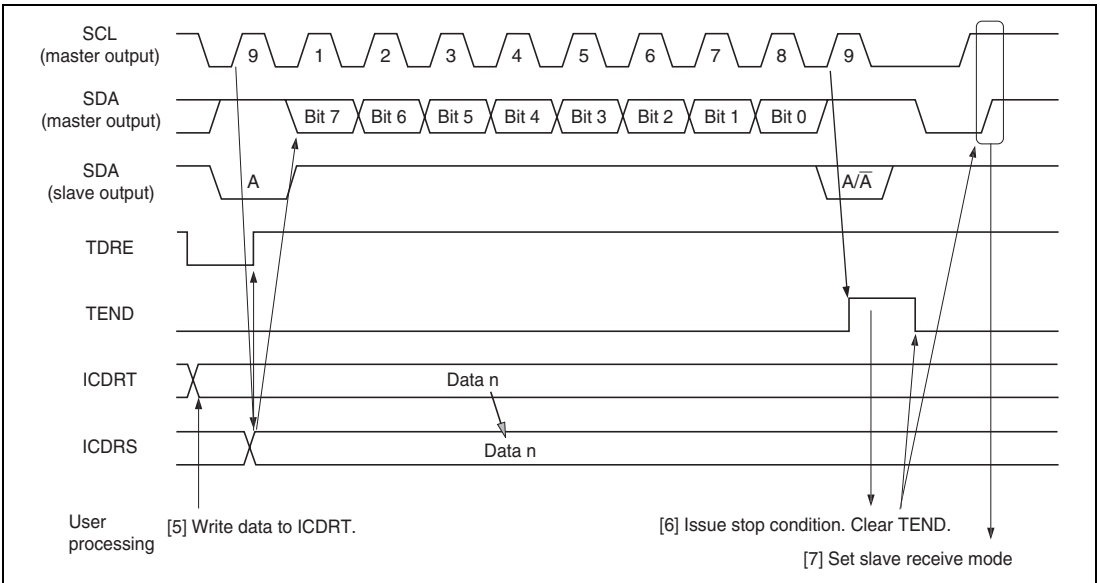 SCL
(master output)
9 1 2 3 4 5 6 7 8 9
SDA
(master output)
Bit 7 Bit 6 Bit 5 Bit 4 Bit 3 Bit 2 Bit 1 Bit 0
SDA
(slave output)
A A/A̅
TDRE
TEND
ICDRT
Data n
ICDRS
Data n
User
processing
[5] Write data to ICDRT.
[6] Issue stop condition. Clear TEND.
[7] Set slave receive mode